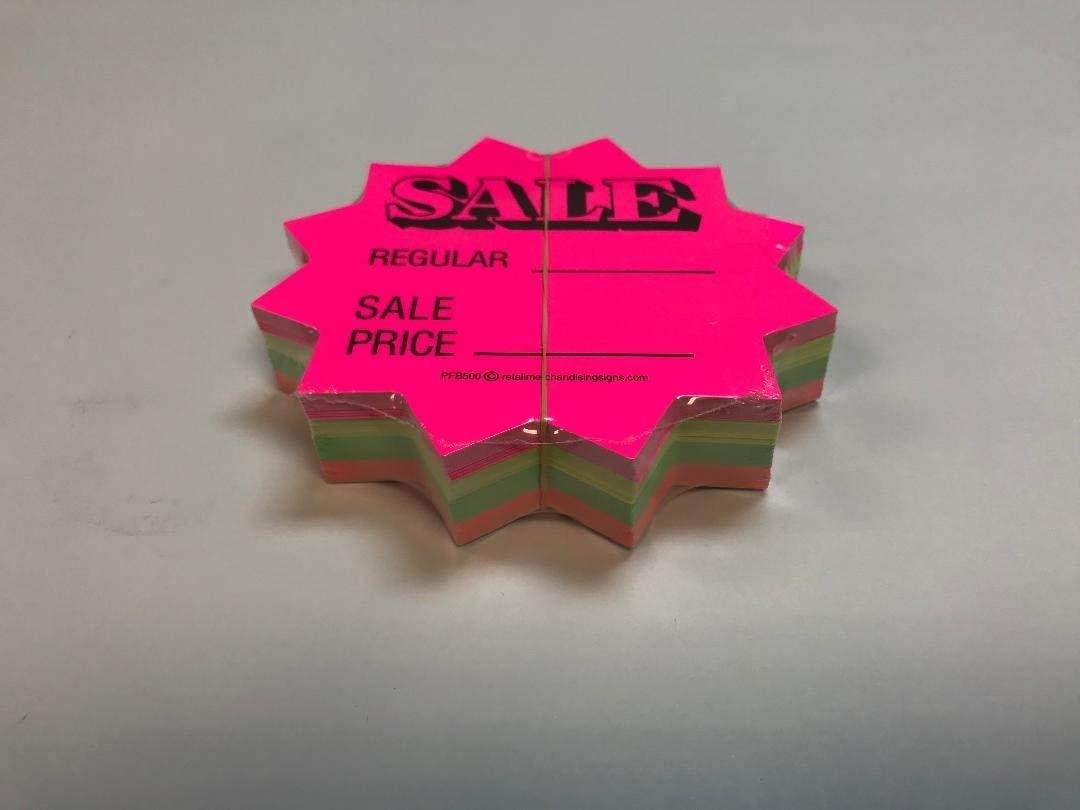 SALE
REGULAR
SALE
PRICE
PFB500 © retailmerchandisingsigns.com